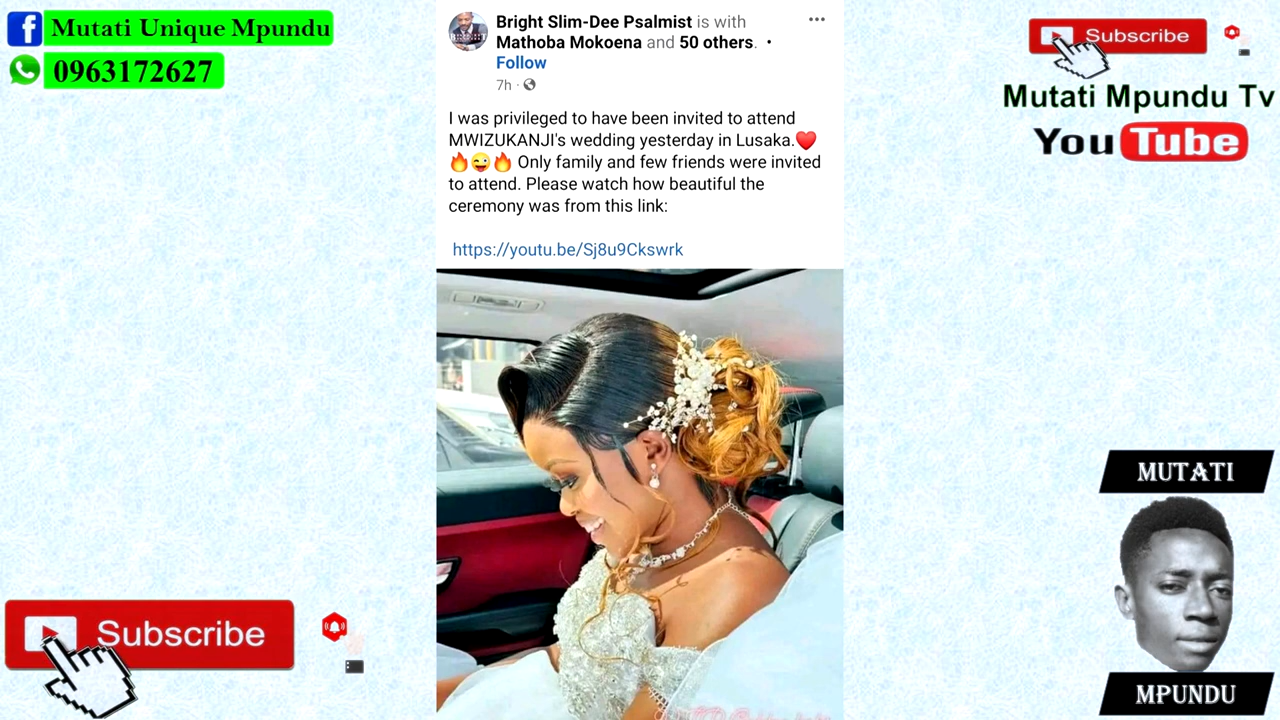 Mutati Unique Mpundu
0963172627
Bright Slim-Dee Psalmist is with
Mathoba Mokoena and 50 others. •
Follow
7h ·
I was privileged to have been invited to attend
MWIZUKANJI's wedding yesterday in Lusaka.❤️
🔥😜🔥 Only family and few friends were invited
to attend. Please watch how beautiful the
ceremony was from this link:
https://youtu.be/Sj8u9Ckswrk
Subscribe
Mutati Mpundu Tv
YouTube
Subscribe
MUTATI
MPUNDU